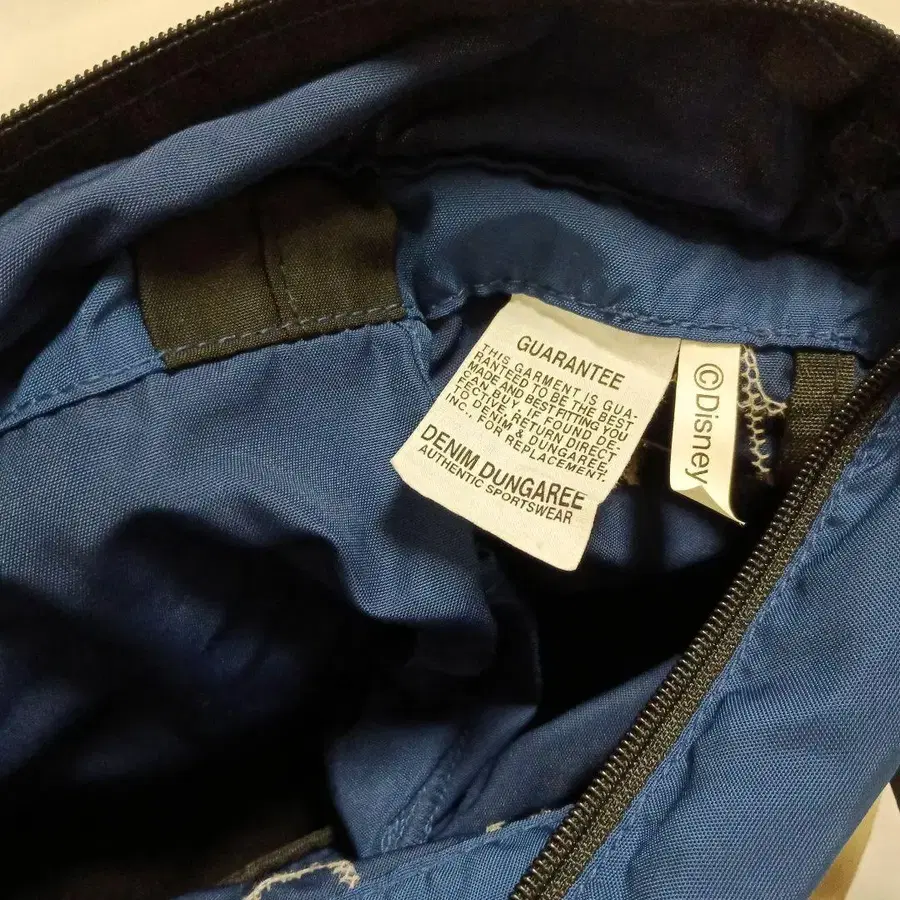 GUARANTEE
THIS GARMENT IS GUA-
RANTEED TO BE THE BEST
MADE AND BEST FITTING YOU
CAN BUY, IF FOUND DE-
FECTIVE, RETURN DIRECT
TO DENIM & DUNGAREE,
INC., FOR REPLACEMENT.
DENIM DUNGAREE
AUTHENTIC SPORTSWEAR
©Disney